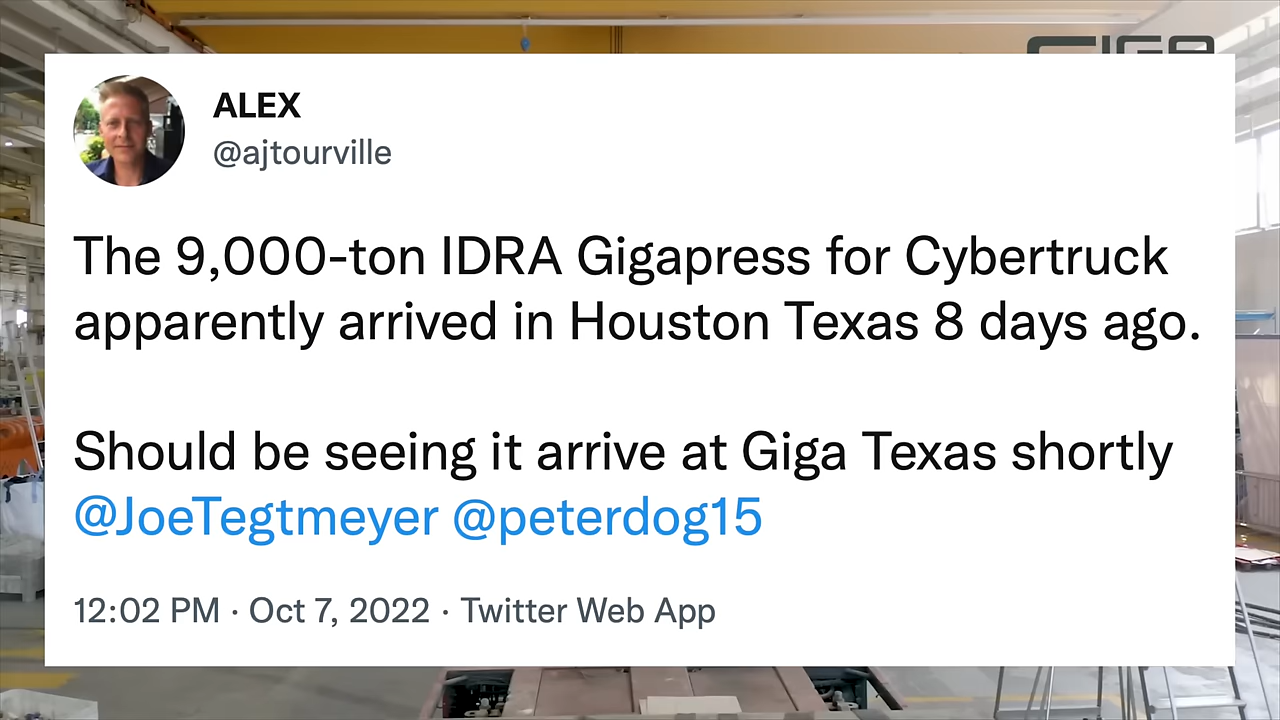 GIGA
ALEX
@ajtourville
The 9,000-ton IDRA Gigapress for Cybertruck
apparently arrived in Houston Texas 8 days ago.
Should be seeing it arrive at Giga Texas shortly
@JoeTegtmeyer @peterdog15
12:02 PM · Oct 7, 2022 · Twitter Web App